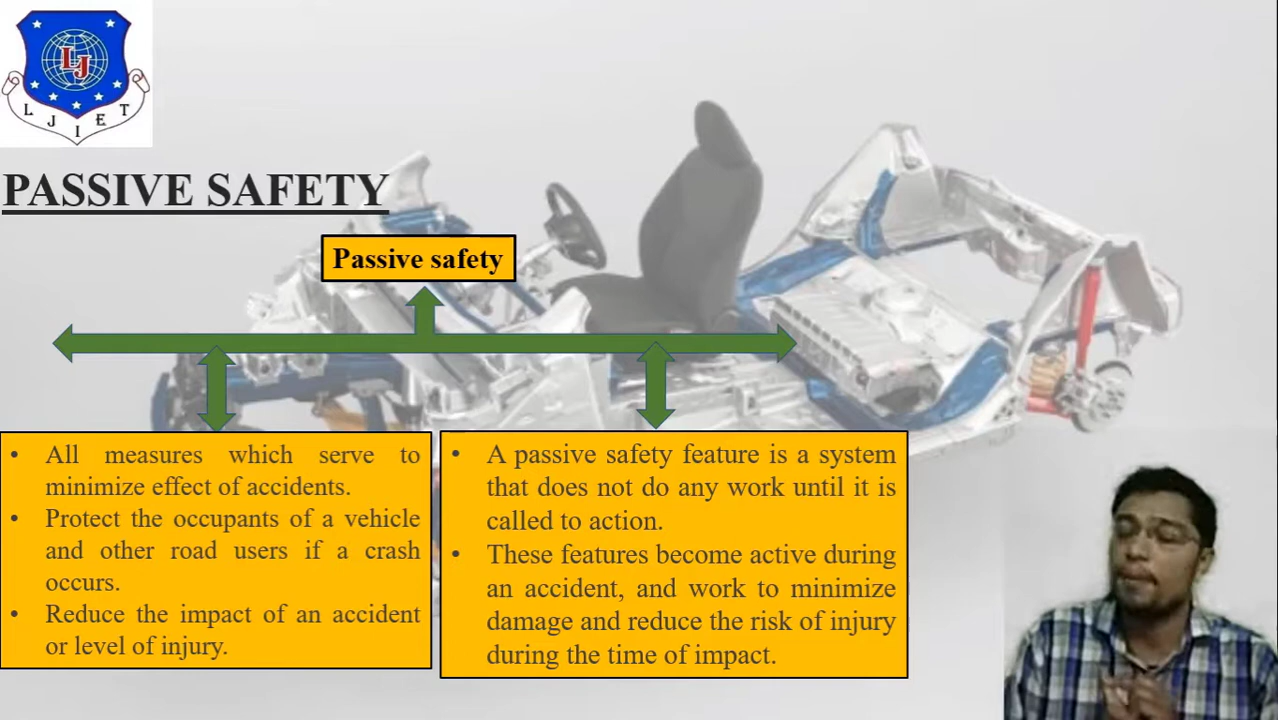 LJ
L J I E T
PASSIVE SAFETY
Passive safety
• All measures which serve to
minimize effect of accidents.
• Protect the occupants of a vehicle
and other road users if a crash
occurs.
• Reduce the impact of an accident
or level of injury.
• A passive safety feature is a system
that does not do any work until it is
called to action.
• These features become active during
an accident, and work to minimize
damage and reduce the risk of injury
during the time of impact.